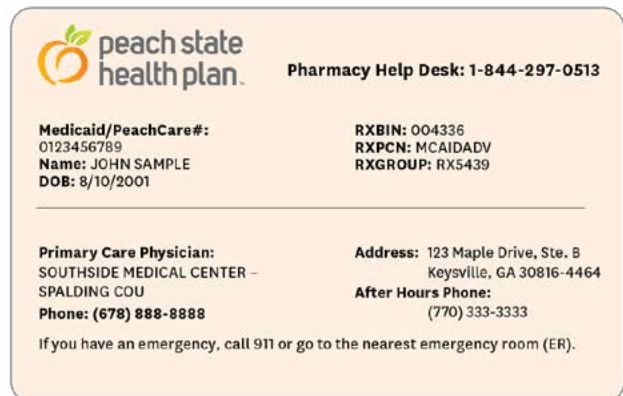 peach state
health plan™
Pharmacy Help Desk: 1-844-297-0513
Medicaid/PeachCare#:
0123456789
Name: JOHN SAMPLE
DOB: 8/10/2001
RXBIN: 004336
RXPCN: MCAIDADV
RXGROUP: RX5439
Primary Care Physician:
SOUTHSIDE MEDICAL CENTER –
SPALDING COU
Phone: (678) 888-8888
Address: 123 Maple Drive, Ste. B
Keysville, GA 30816-4464
After Hours Phone:
(770) 333-3333
If you have an emergency, call 911 or go to the nearest emergency room (ER).